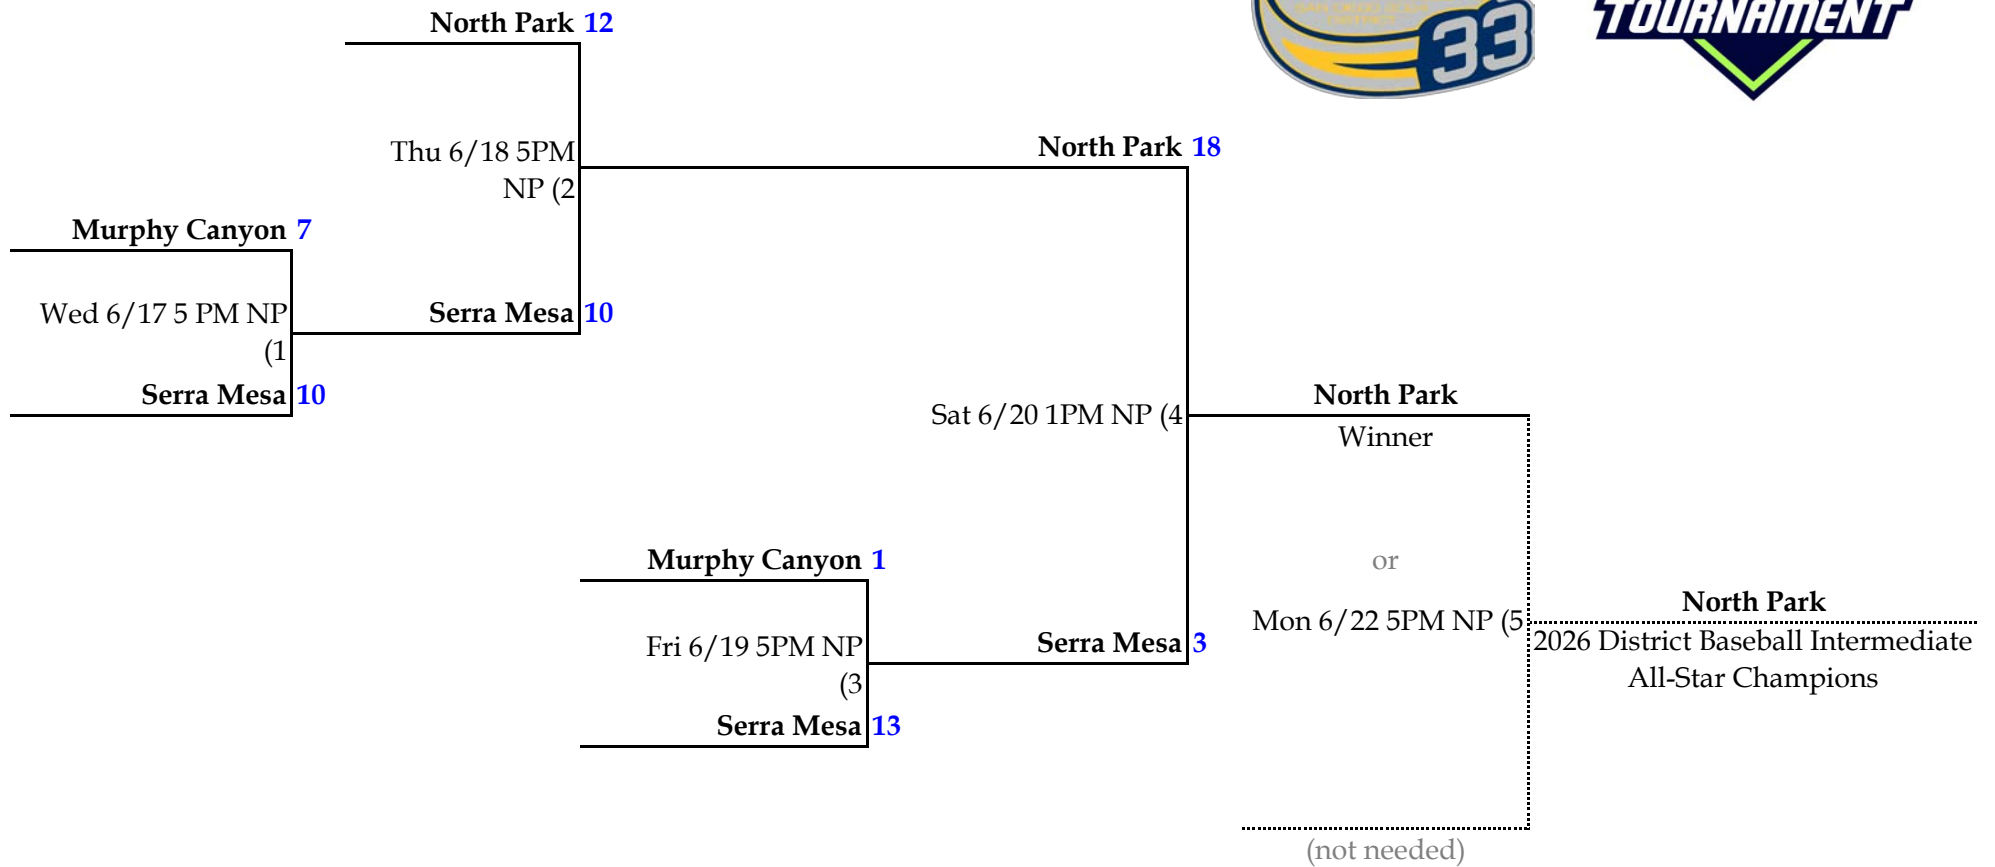 North Park 12
33
TOURNAMENT
Thu 6/18 5PM
NP (2
North Park 18
Murphy Canyon 7
Wed 6/17 5 PM NP
(1
Serra Mesa 10
Serra Mesa 10
Sat 6/20 1PM NP (4
North Park
Winner
Murphy Canyon 1
Fri 6/19 5PM NP
(3
Serra Mesa 13
Serra Mesa 3
or
Mon 6/22 5PM NP (5
North Park
2026 District Baseball Intermediate
All-Star Champions
(not needed)